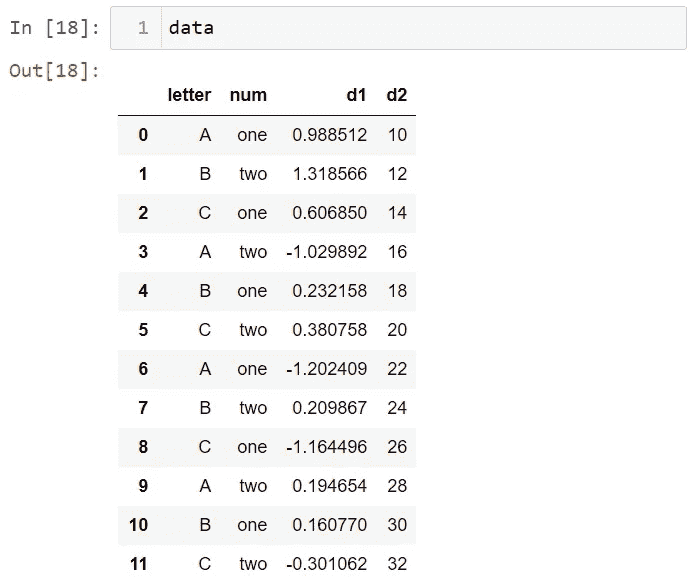 In [18]: 1 data
Out[18]:
letter num d1 d2
0 A one 0.988512 10
1 B two 1.318566 12
2 C one 0.606850 14
3 A two -1.029892 16
4 B one 0.232158 18
5 C two 0.380758 20
6 A one -1.202409 22
7 B two 0.209867 24
8 C one -1.164496 26
9 A two 0.194654 28
10 B one 0.160770 30
11 C two -0.301062 32